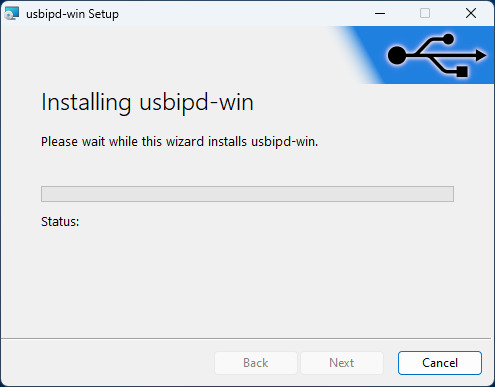 usbipd-win Setup
Installing usbipd-win
Please wait while this wizard installs usbipd-win.
Status:
Back
Next
Cancel